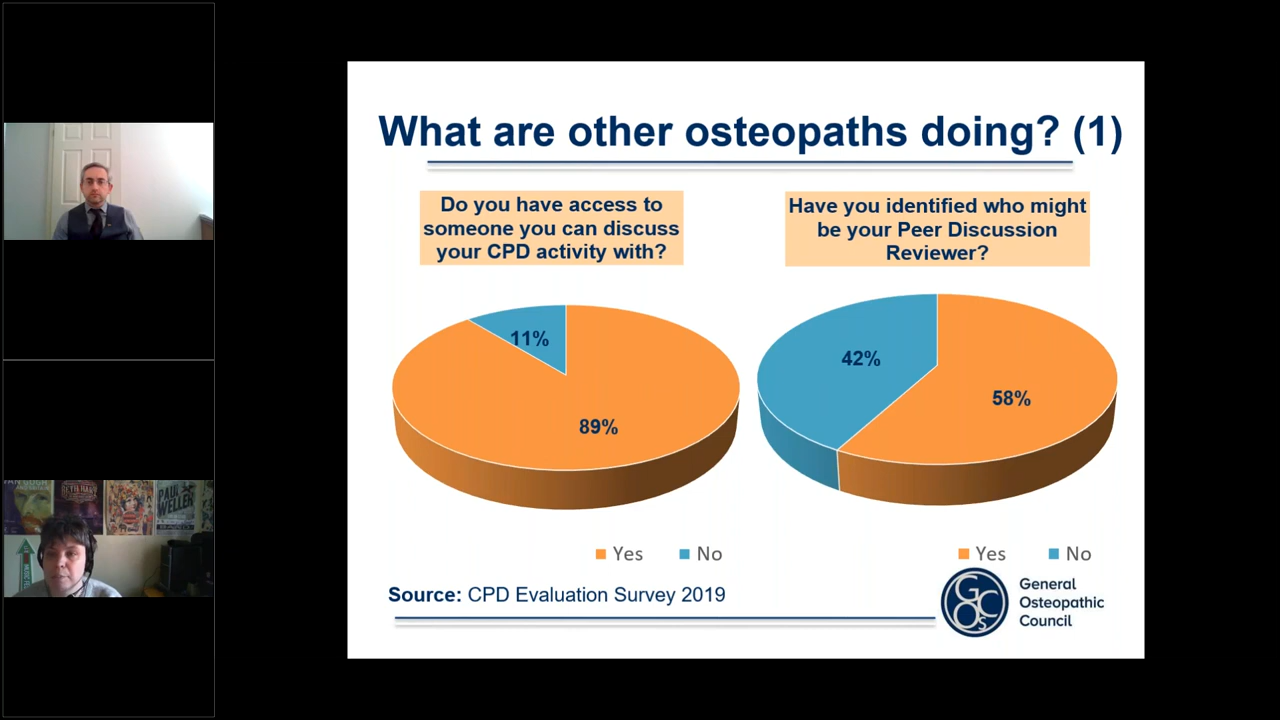 What are other osteopaths doing? (1)
Do you have access to
someone you can discuss
your CPD activity with?
Have you identified who might
be your Peer Discussion
Reviewer?
11%
89%
42%
58%
Yes No
Yes No
Source: CPD Evaluation Survey 2019
GOsC
General
Osteopathic
Council
PAUL
WELLER